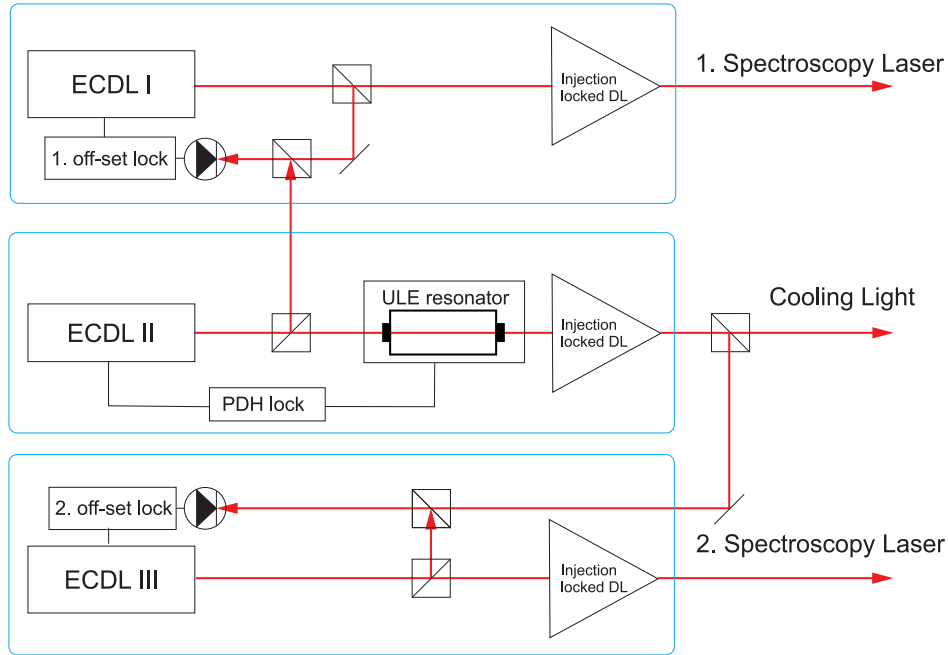 ECDL I
1. off-set lock
Injection
locked DL
1. Spectroscopy Laser
ECDL II
PDH lock
ULE resonator
Injection
locked DL
Cooling Light
2. off-set lock
ECDL III
Injection
locked DL
2. Spectroscopy Laser